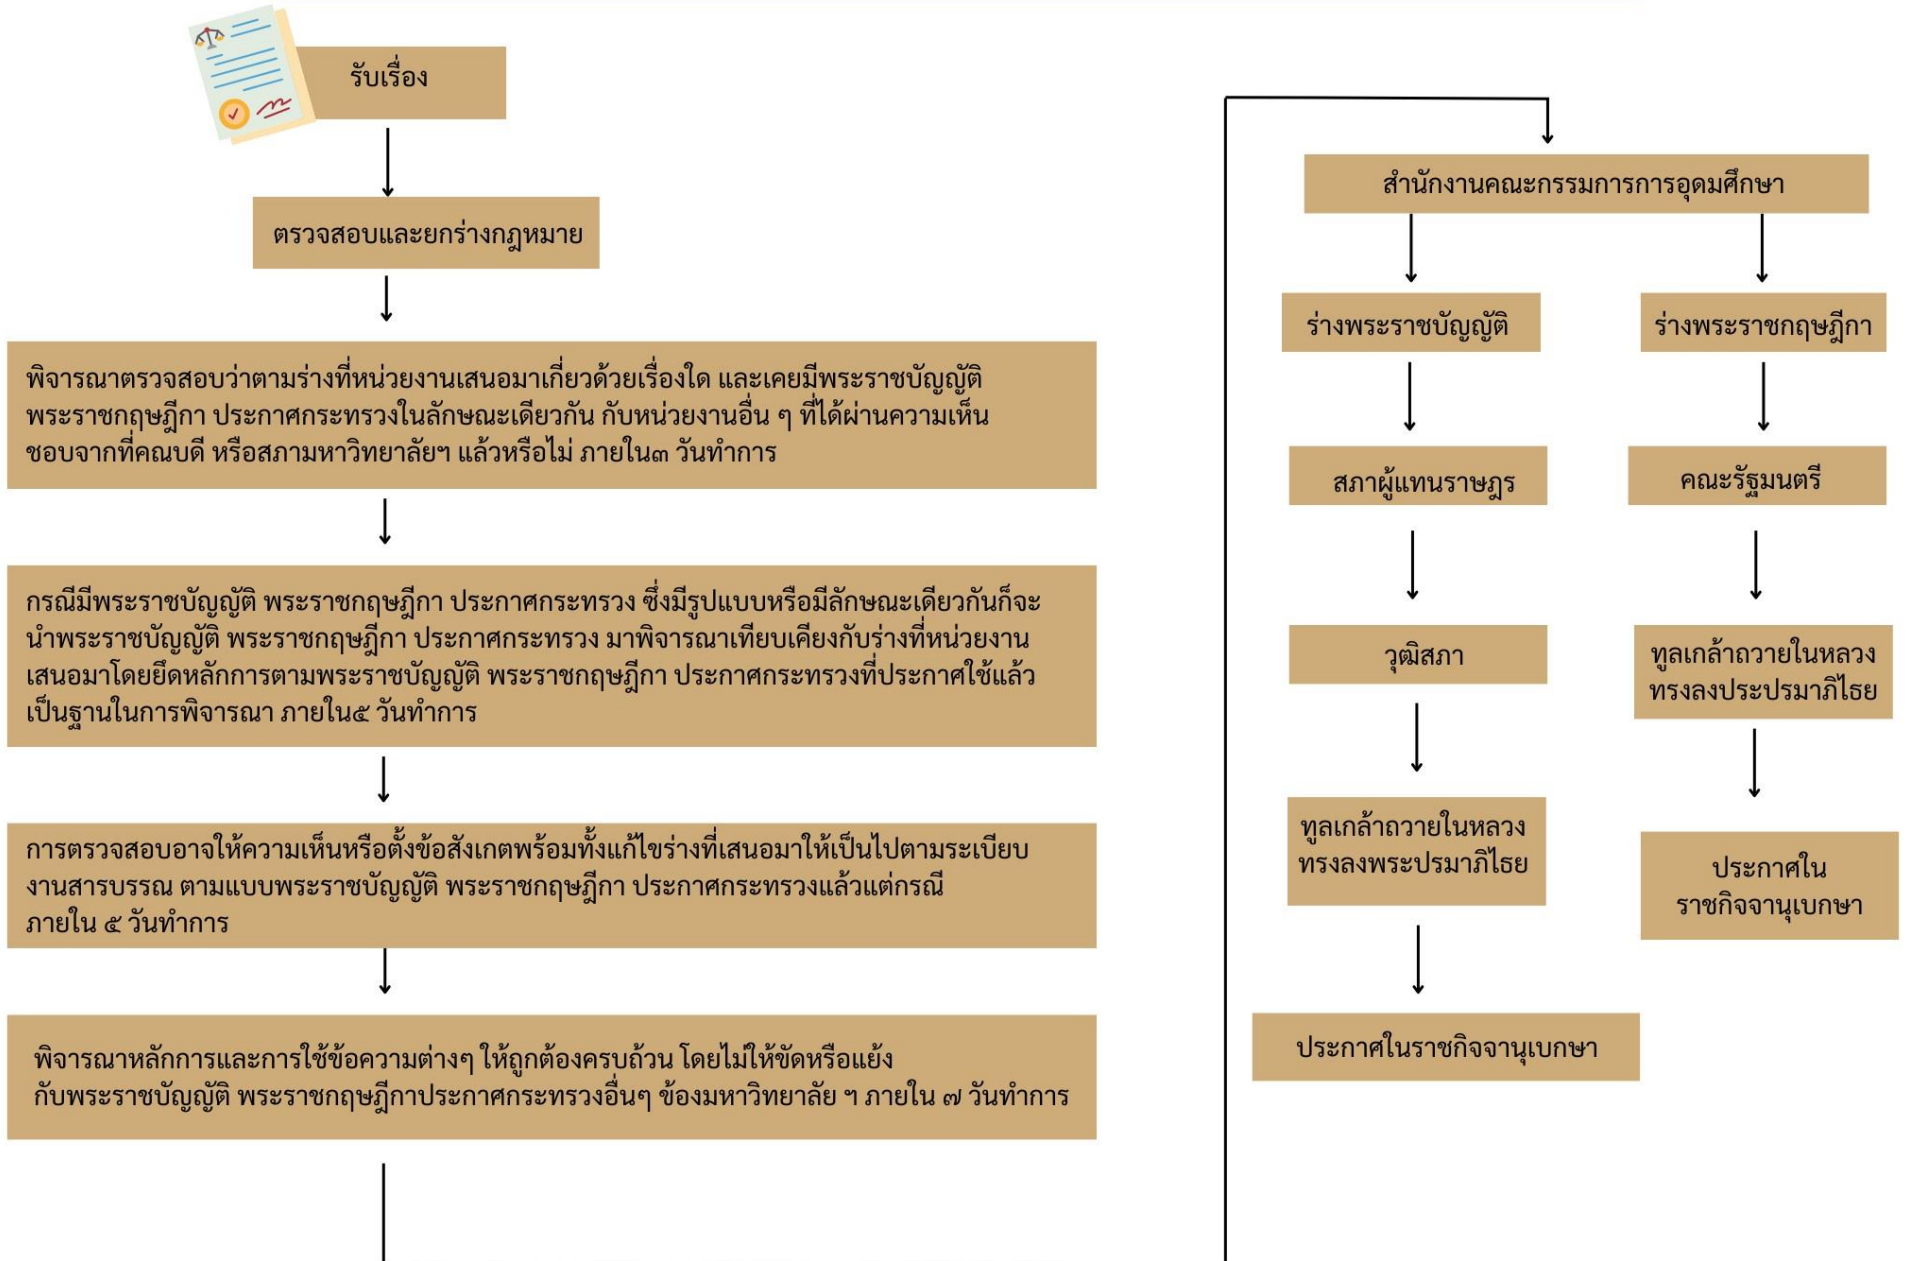 รับเรื่อง
ตรวจสอบและยกร่างกฎหมาย
พิจารณาตรวจสอบว่าตามร่างที่หน่วยงานเสนอมาเกี่ยวด้วยเรื่องใด และเคยมีพระราชบัญญัติ
พระราชกฤษฎีกา ประกาศกระทรวงในลักษณะเดียวกัน กับหน่วยงานอื่น ๆ ที่ได้ผ่านความเห็น
ชอบจากที่คณบดี หรือสภามหาวิทยาลัยฯ แล้วหรือไม่ ภายใน๓ วันทำการ
กรณีมีพระราชบัญญัติ พระราชกฤษฎีกา ประกาศกระทรวง ซึ่งมีรูปแบบหรือมีลักษณะเดียวกันก็จะ
นำพระราชบัญญัติ พระราชกฤษฎีกา ประกาศกระทรวง มาพิจารณาเทียบเคียงกับร่างที่หน่วยงาน
เสนอมาโดยยึดหลักการตามพระราชบัญญัติ พระราชกฤษฎีกา ประกาศกระทรวงที่ประกาศใช้แล้ว
เป็นฐานในการพิจารณา ภายใน๕ วันทำการ
การตรวจสอบอาจให้ความเห็นหรือตั้งข้อสังเกตพร้อมทั้งแก้ไขร่างที่เสนอมาให้เป็นไปตามระเบียบ
งานสารบรรณ ตามแบบพระราชบัญญัติ พระราชกฤษฎีกา ประกาศกระทรวงแล้วแต่กรณี
ภายใน ๕ วันทำการ
พิจารณาหลักการและการใช้ข้อความต่างๆ ให้ถูกต้องครบถ้วน โดยไม่ให้ขัดหรือแย้ง
กับพระราชบัญญัติ พระราชกฤษฎีกาประกาศกระทรวงอื่นๆ ข้องมหาวิทยาลัย ฯ ภายใน ๗ วันทำการ
สำนักงานคณะกรรมการการอุดมศึกษา
ร่างพระราชบัญญัติ
สภาผู้แทนราษฎร
วุฒิสภา
ทูลเกล้าถวายในหลวง
ทรงลงพระปรมาภิไธย
ประกาศในราชกิจจานุเบกษา
ร่างพระราชกฤษฎีกา
คณะรัฐมนตรี
ทูลเกล้าถวายในหลวง
ทรงลงประปรมาภิไธย
ประกาศใน
ราชกิจจานุเบกษา